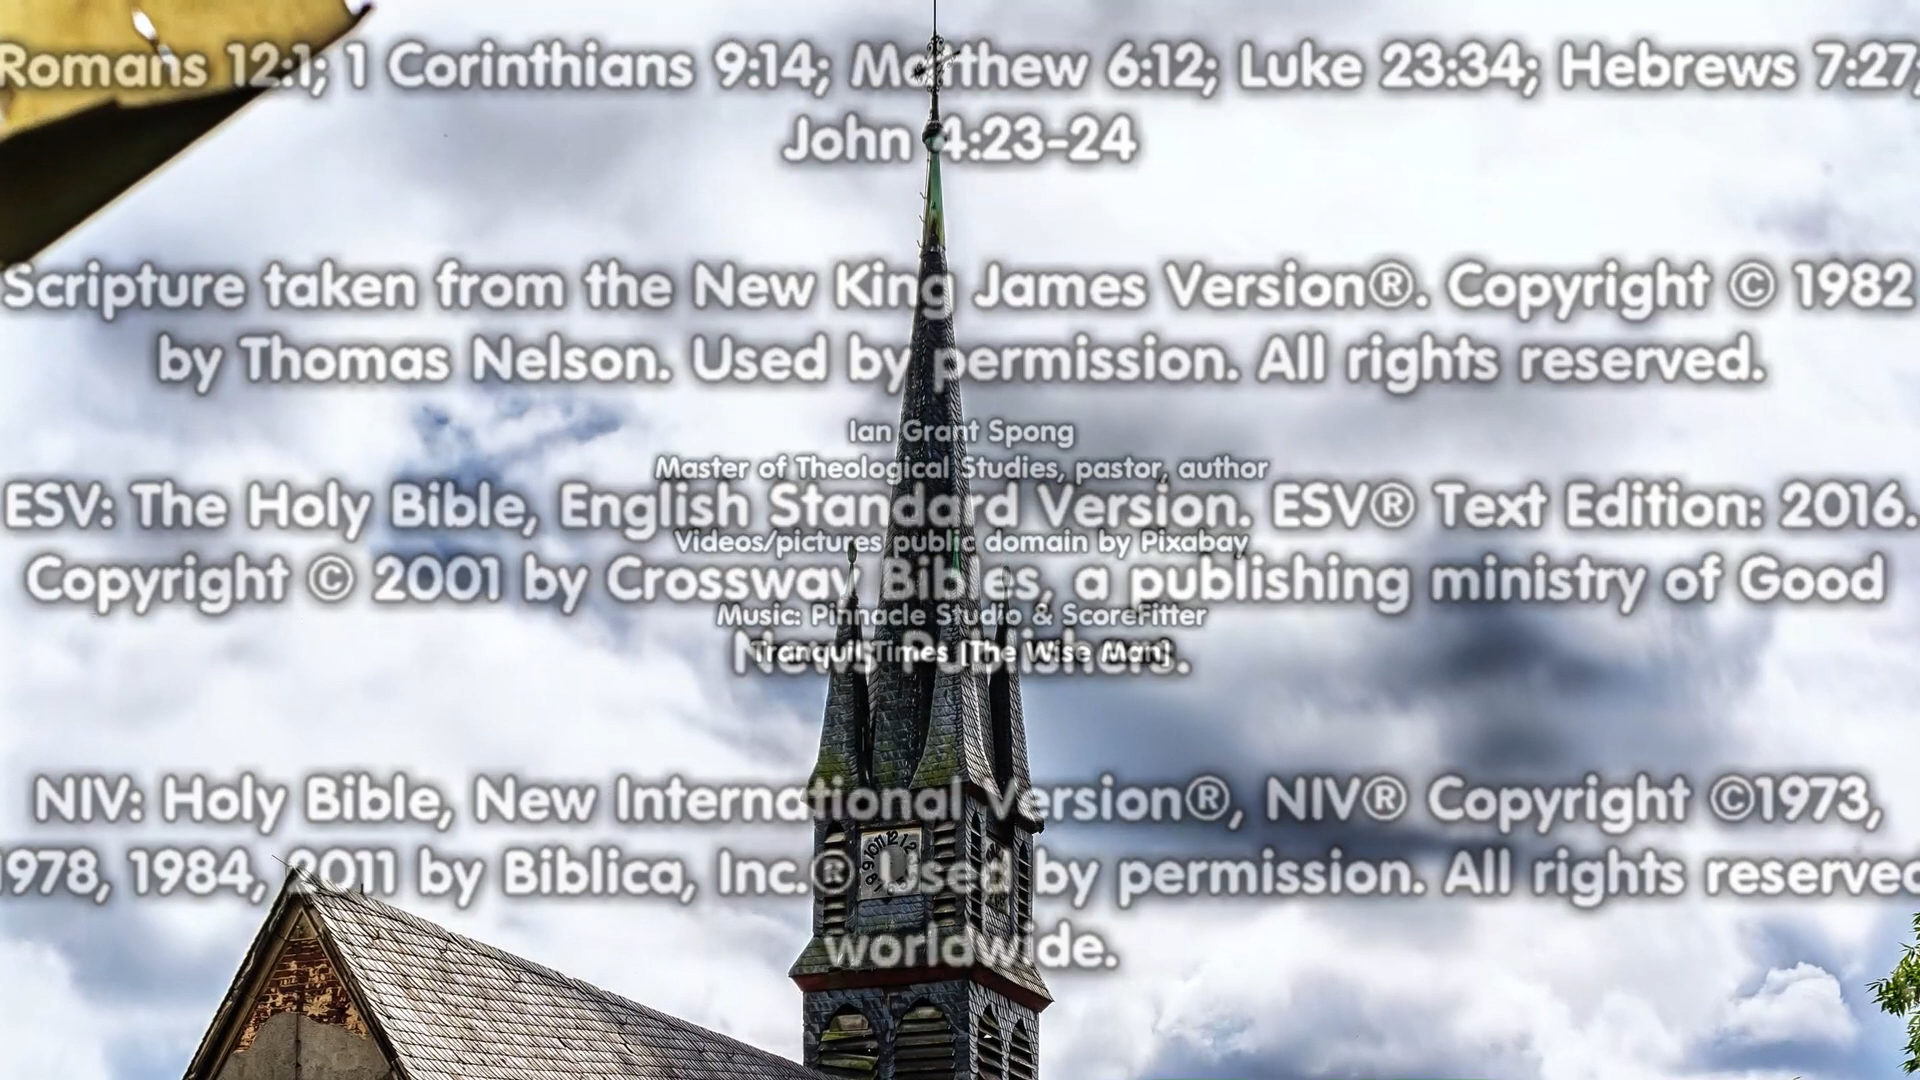 Romans 12:1; 1 Corinthians 9:14; Matthew 6:12; Luke 23:34; Hebrews 7:27;
John 4:23-24
Scripture taken from the New King James Version®. Copyright © 1982
by Thomas Nelson. Used by permission. All rights reserved.
Ian Grant Spong
Master of Theological Studies, pastor, author
ESV: The Holy Bible, English Standard Version. ESV® Text Edition: 2016.
Videos/pictures public domain by Pixabay
Copyright © 2001 by Crossway Bibles, a publishing ministry of Good
Music: Pinnacle Studio & ScoreFitter
News Publishers.
Tranquil Times [The Wise Man]
NIV: Holy Bible, New International Version®, NIV® Copyright ©1973,
1978, 1984, 2011 by Biblica, Inc.® Used by permission. All rights reserved
worldwide.